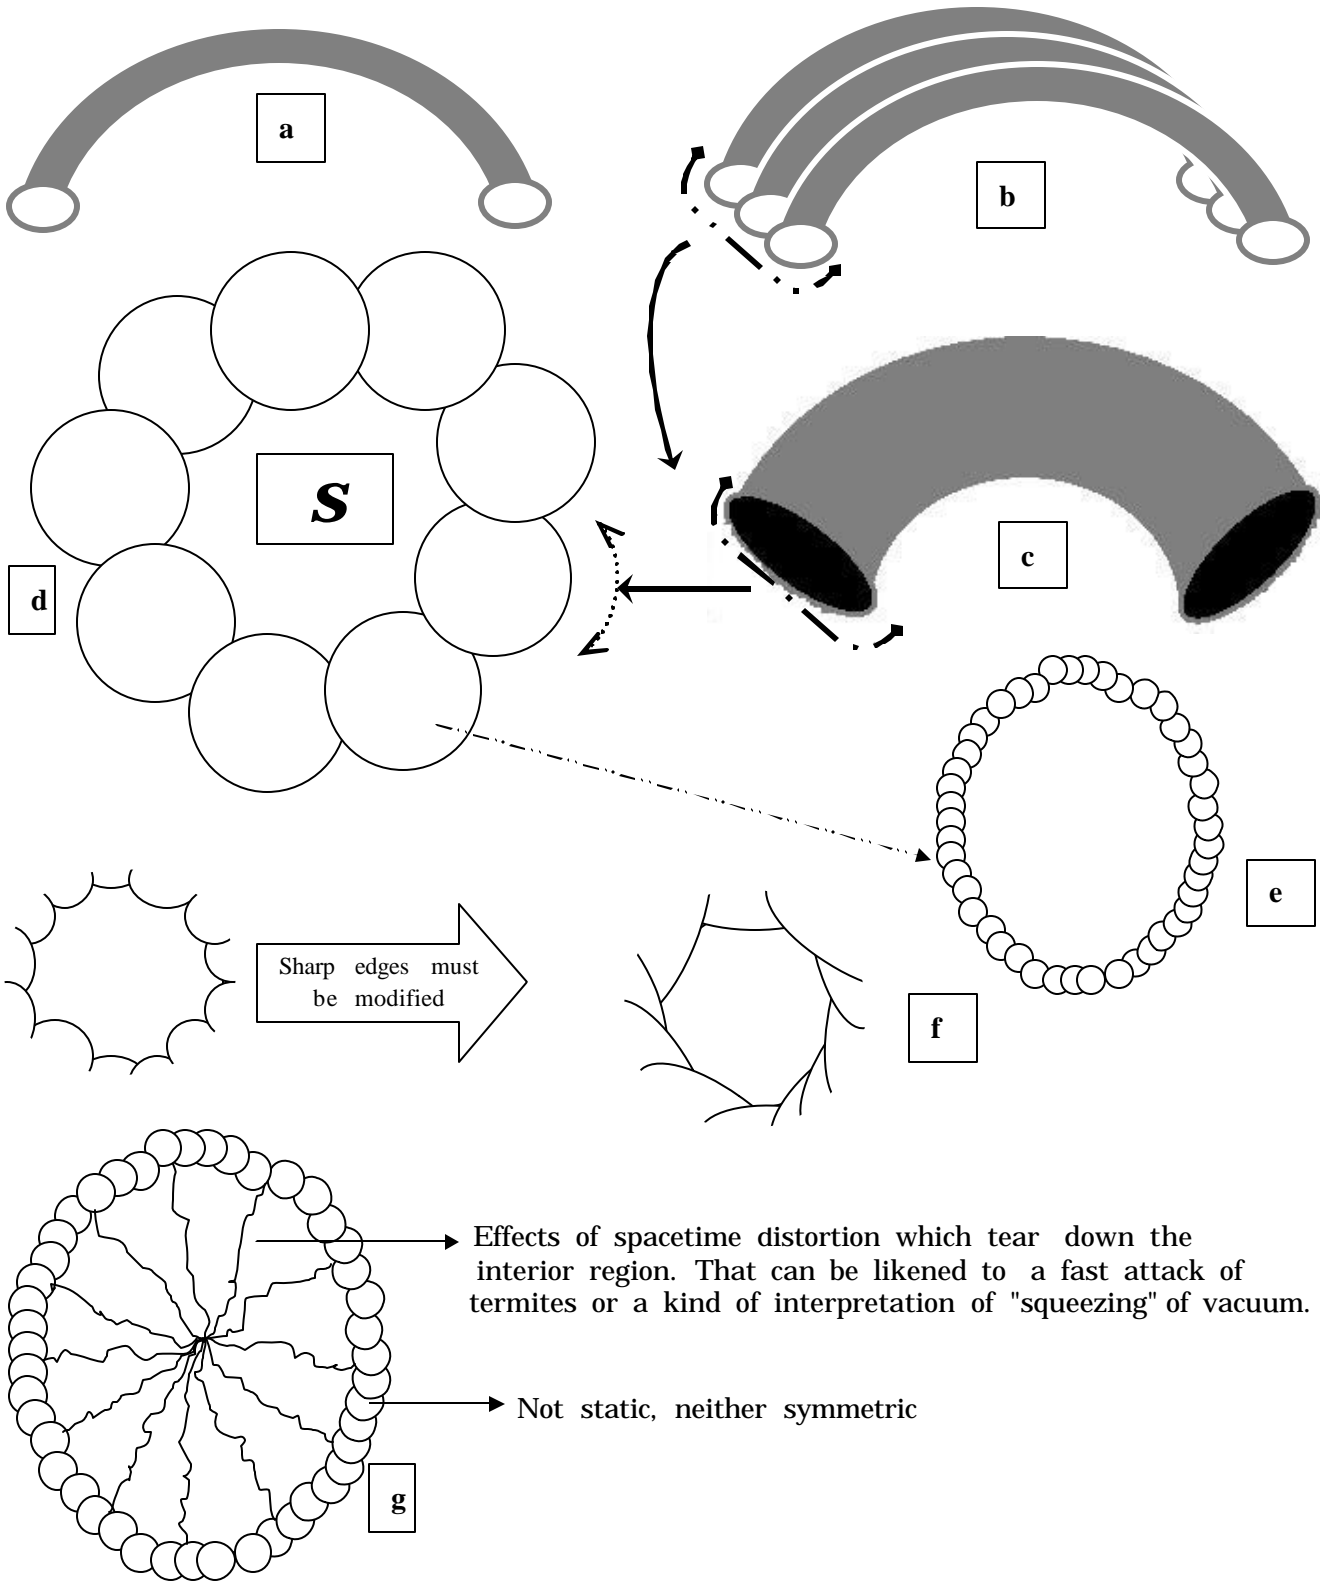 a
b
s
c
d
e
Sharp edges must
be modified
f
Effects of spacetime distortion which tear down the
interior region. That can be likened to a fast attack of
termites or a kind of interpretation of "squeezing" of vacuum.
Not static, neither symmetric
g